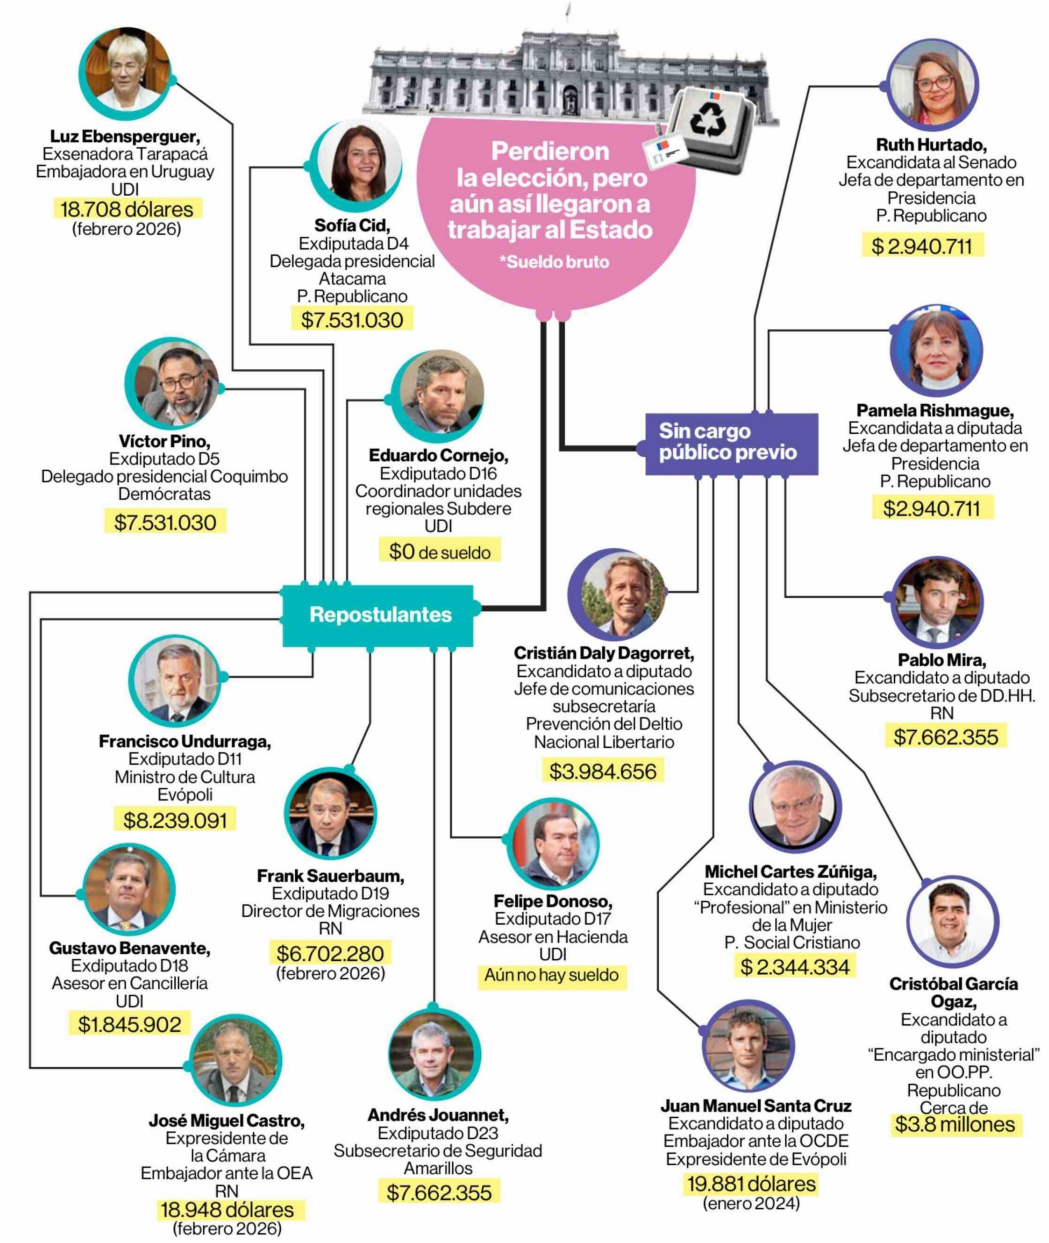 Perdieron
la elección, pero
aún así llegaron a
trabajar al Estado
*Sueldo bruto
Luz Ebensperguer,
Exsenadora Tarapacá
Embajadora en Uruguay
UDI
18.708 dólares
(febrero 2026)
Sofía Cid,
Exdiputada D4
Delegada presidencial
Atacama
P. Republicano
$7.531.030
Víctor Pino,
Exdiputado D5
Delegado presidencial Coquimbo
Demócratas
$7.531.030
Eduardo Cornejo,
Exdiputado D16
Coordinador unidades
regionales Subdere
UDI
$0 de sueldo
Repostulantes
Francisco Undurraga,
Exdiputado D11
Ministro de Cultura
Evópoli
$8.239.091
Frank Sauerbaum,
Exdiputado D19
Director de Migraciones
RN
$6.702.280
(febrero 2026)
Felipe Donoso,
Exdiputado D17
Asesor en Hacienda
UDI
Aún no hay sueldo
Gustavo Benavente,
Exdiputado D18
Asesor en Cancillería
UDI
$1.845.902
José Miguel Castro,
Expresidente de
la Cámara
Embajador ante la OEA
RN
18.948 dólares
(febrero 2026)
Andrés Jouannet,
Exdiputado D23
Subsecretario de Seguridad
Amarillos
$7.662.355
Sin cargo
público previo
Ruth Hurtado,
Excandidata al Senado
Jefa de departamento en
Presidencia
P. Republicano
$ 2.940.711
Pamela Rishmague,
Excandidata a diputada
Jefa de departamento en
Presidencia
P. Republicano
$2.940.711
Cristián Daly Dagorret,
Excandidato a diputado
Jefe de comunicaciones
subsecretaría
Prevención del Deltio
Nacional Libertario
$3.984.656
Pablo Mira,
Excandidato a diputado
Subsecretario de DD.HH.
RN
$7.662.355
Michel Cartes Zúñiga,
Excandidato a diputado
“Profesional” en Ministerio
de la Mujer
P. Social Cristiano
$ 2.344.334
Cristóbal García
Ogaz,
Excandidato a
diputado
“Encargado ministerial”
en OO.PP.
Republicano
Cerca de
$3.8 millones
Juan Manuel Santa Cruz
Excandidato a diputado
Embajador ante la OCDE
Expresidente de Evópoli
19.881 dólares
(enero 2024)